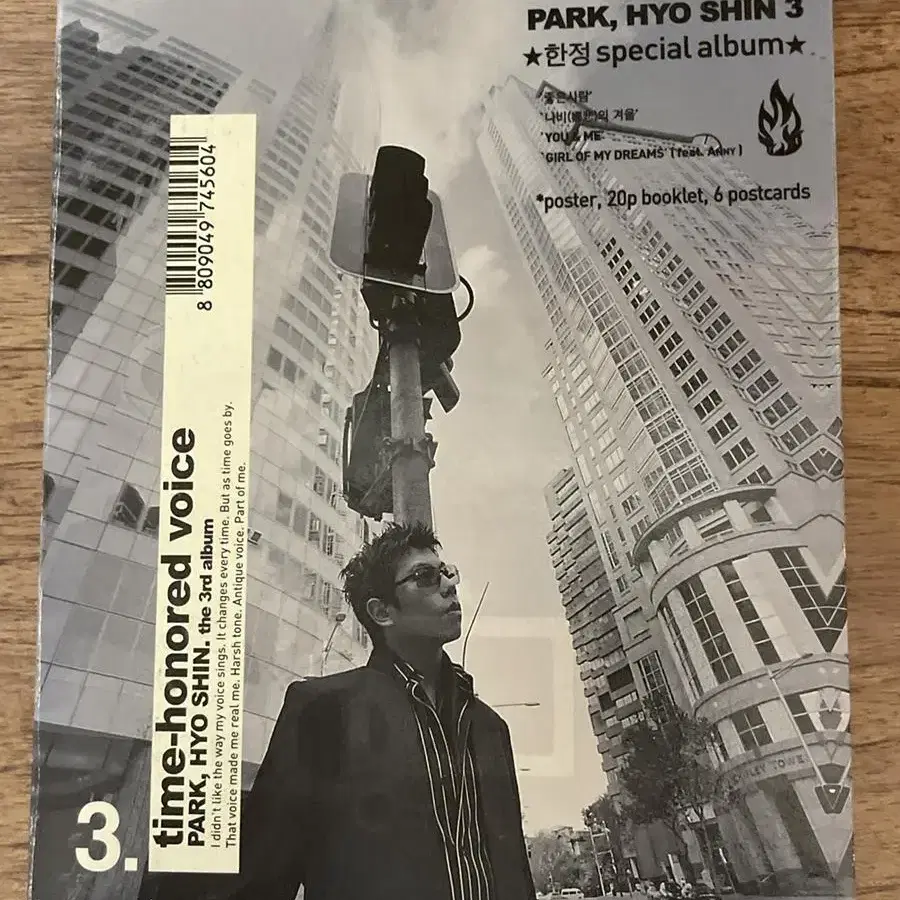 PARK, HYO SHIN 3
★한정 special album★
'좋은사람'
의 겨울'
'YOU & ME'
'GIRL OF MY DREAMS' (feat. ANNY)
*poster, 20p booklet, 6 postcards
8 809049 745604
time-honored voice
PARK, HYO SHIN. the 3rd album
I didn't like the way my voice sings. It changes every time. But as time goes by.
That voice made me real me. Harsh tone. Antique voice. Part of me.
3.